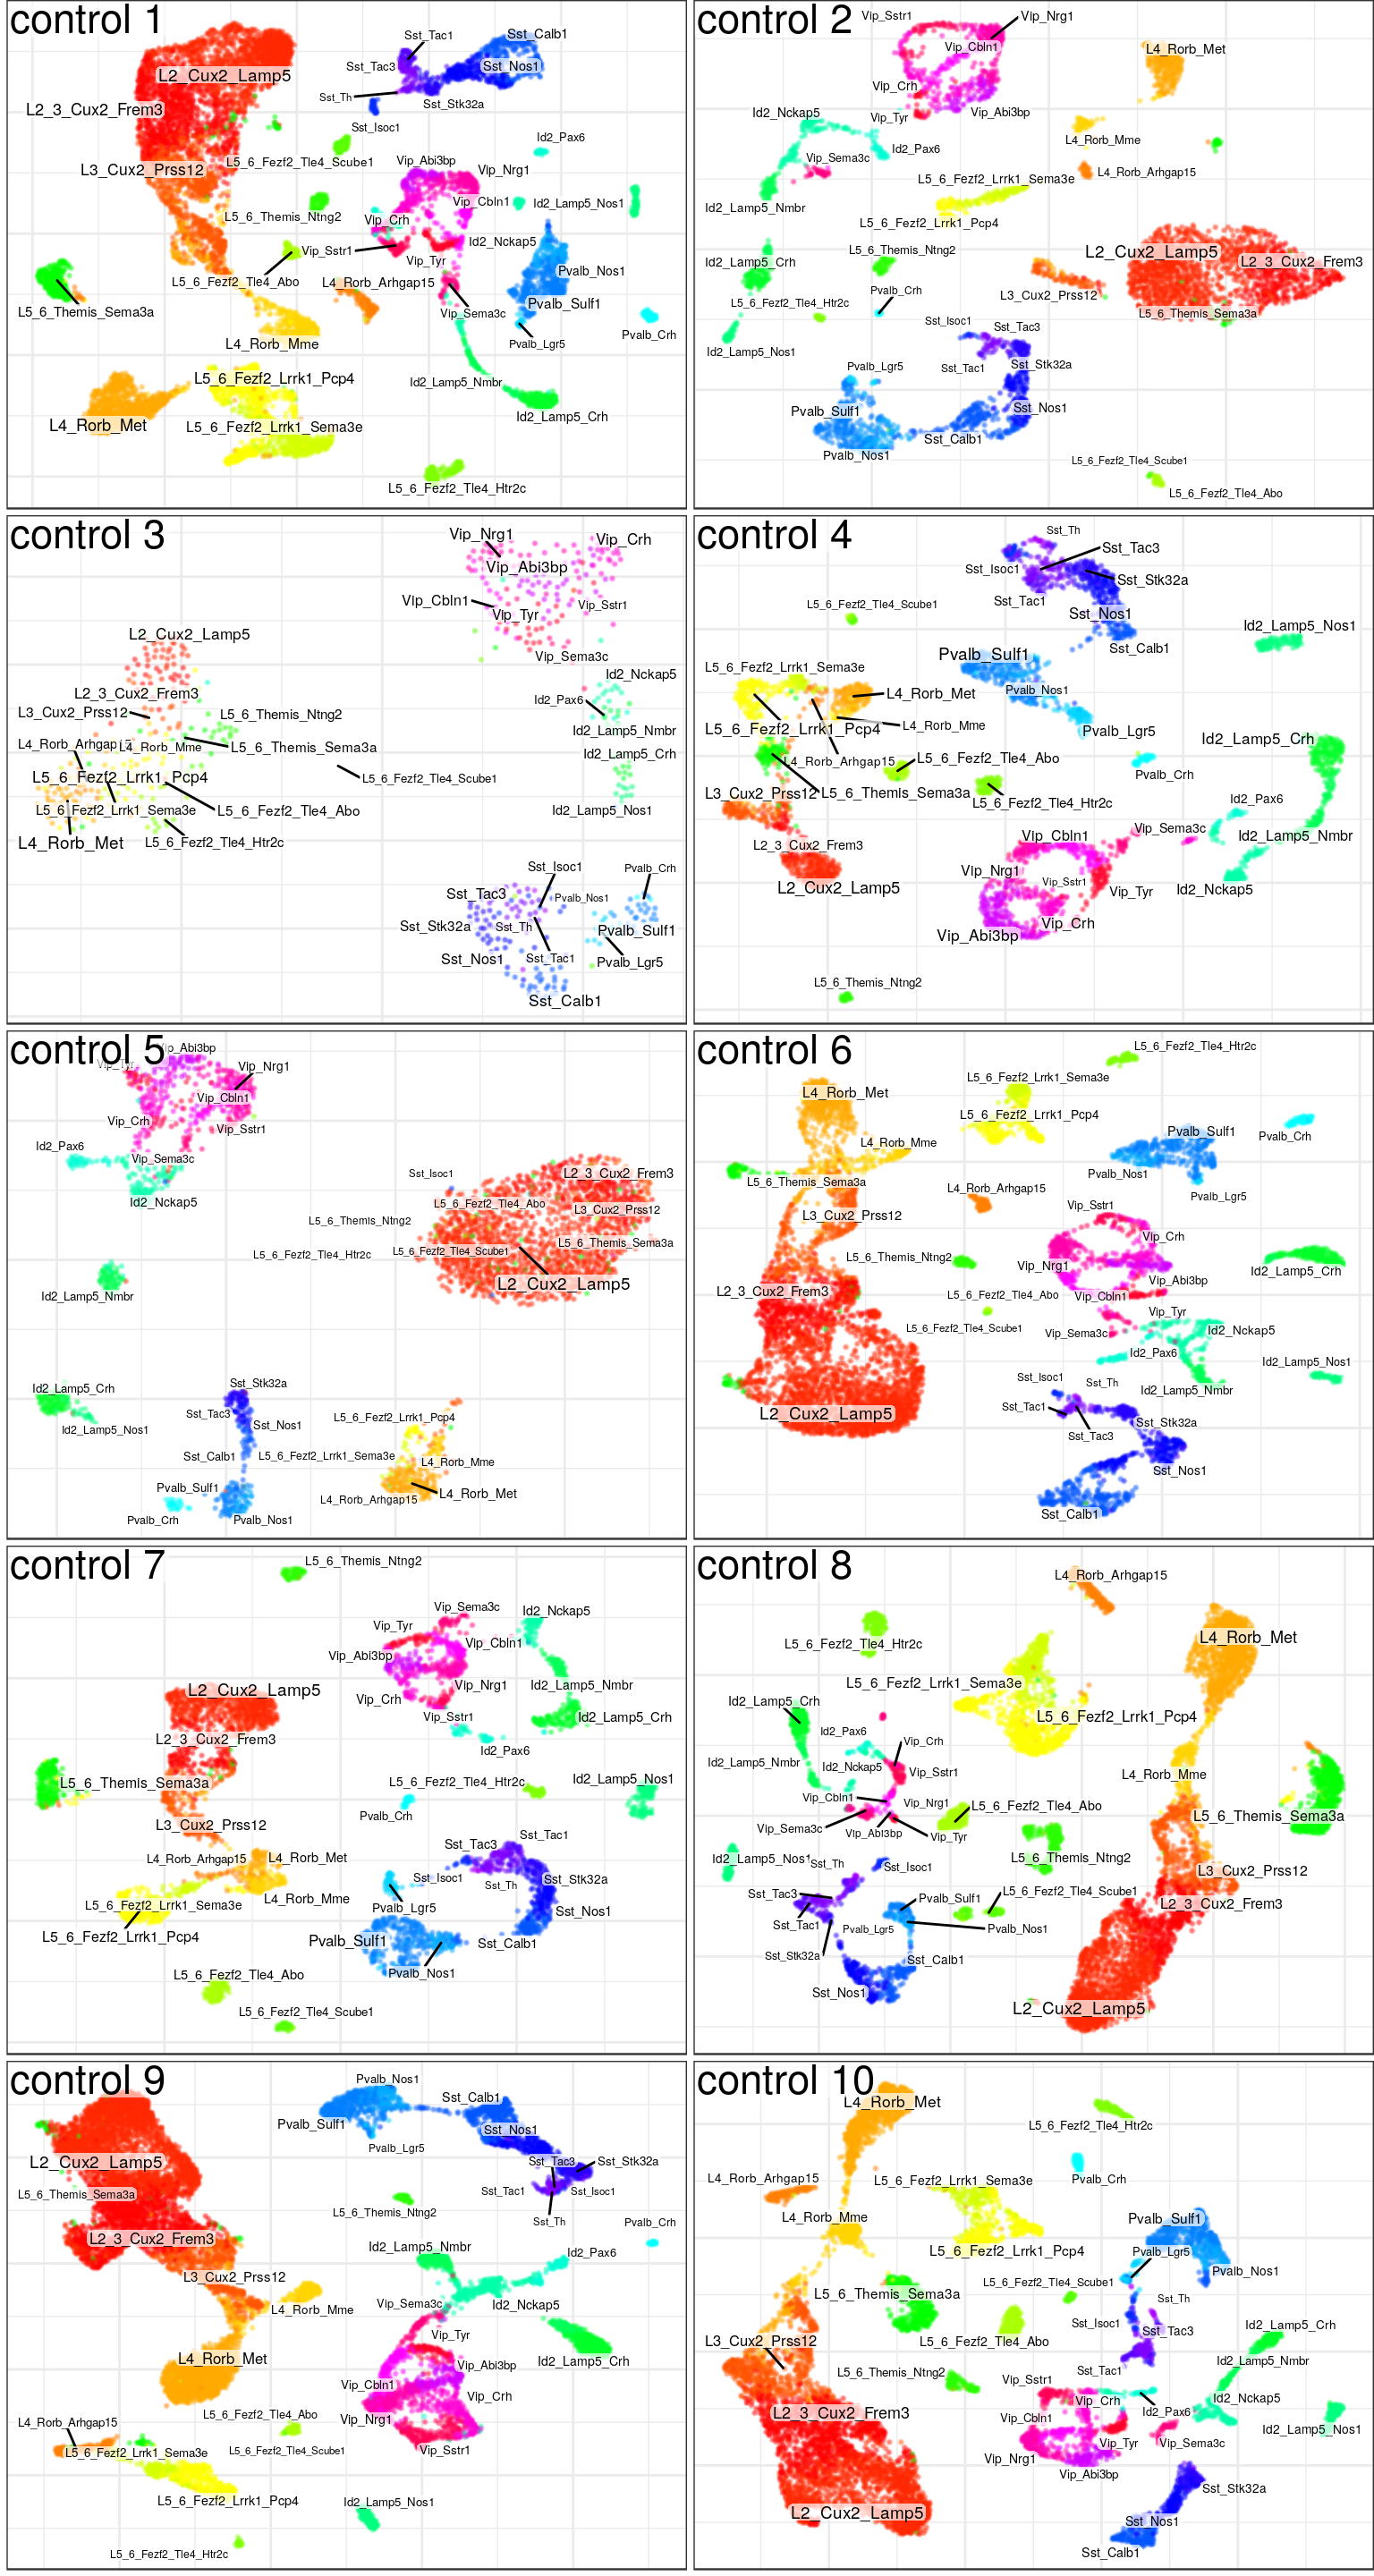 control 1
Sst_Tac1
Sst_Calb1
L2_Cux2_Lamp5
Sst_Tac3
Sst_Nos1
Sst_Th
L2_3_Cux2_Frem3
Sst_Stk32a
Sst_Isoc1
Id2_Pax6
L5_6_Fezf2_Tle4_Scube1
Vip_Abi3bp
L3_Cux2_Prss12
Vip_Nrg1
Vip_Cbln1
Id2_Lamp5_Nos1
L5_6_Themis_Ntng2
Vip_Crh
Id2_Nckap5
Vip_Sstr1
Vip_Tyr
Pvalb_Nos1
L5_6_Fezf2_Tle4_Abo
L4_Rorb_Arhgap15
Pvalb_Sulf1
L5_6_Themis_Sema3a
Vip_Sema3c
Pvalb_Crh
L4_Rorb_Mme
Pvalb_Lgr5
L5_6_Fezf2_Lrrk1_Pcp4
Id2_Lamp5_Nmbr
Id2_Lamp5_Crh
L4_Rorb_Met
L5_6_Fezf2_Lrrk1_Sema3e
L5_6_Fezf2_Tle4_Htr2c
control 2
Vip_Sstr1
Vip_Nrg1
Vip_Cbln1
L4_Rorb_Met
Vip_Crh
Id2_Nckap5
Vip_Tyr
Vip_Abi3bp
L4_Rorb_Mme
Id2_Pax6
Vip_Sema3c
L4_Rorb_Arhgap15
L5_6_Fezf2_Lrrk1_Sema3e
Id2_Lamp5_Nmbr
L5_6_Fezf2_Lrrk1_Pcp4
L5_6_Themis_Ntng2
L2_Cux2_Lamp5
Id2_Lamp5_Crh
L2_3_Cux2_Frem3
Pvalb_Crh
L3_Cux2_Prss12
L5_6_Fezf2_Tle4_Htr2c
L5_6_Themis_Sema3a
Sst_Isoc1
Sst_Tac3
Id2_Lamp5_Nos1
Sst_Stk32a
Pvalb_Lgr5
Sst_Tac1
Pvalb_Sulf1
Sst_Nos1
Sst_Calb1
Pvalb_Nos1
L5_6_Fezf2_Tle4_Scube1
L5_6_Fezf2_Tle4_Abo
control 3
Vip_Nrg1
Vip_Crh
Vip_Abi3bp
Vip_Cbln1
Vip_Sstr1
Vip_Tyr
L2_Cux2_Lamp5
Vip_Sema3c
Id2_Nckap5
L2_3_Cux2_Frem3
Id2_Pax6
L3_Cux2_Prss12
L5_6_Themis_Ntng2
Id2_Lamp5_Nmbr
L4_Rorb_Arhgap
L4_Rorb_Mme
L5_6_Themis_Sema3a
Id2_Lamp5_Crh
L5_6_Fezf2_Lrrk1_Pcp4
L5_6_Fezf2_Tle4_Scube1
L5_6_Fezf2_Lrrk1_Sema3e
L5_6_Fezf2_Tle4_Abo
Id2_Lamp5_Nos1
L4_Rorb_Met
L5_6_Fezf2_Tle4_Htr2c
Sst_Isoc1
Pvalb_Crh
Sst_Tac3
Pvalb_Nos1
Sst_Stk32a
Sst_Th
Pvalb_Sulf1
Sst_Nos1
Sst_Tac1
Pvalb_Lgr5
Sst_Calb1
control 4
Sst_Th
Sst_Tac3
Sst_Isoc1
Sst_Stk32a
L5_6_Fezf2_Tle4_Scube1
Sst_Tac1
Sst_Nos1
Id2_Lamp5_Nos1
Sst_Calb1
Pvalb_Sulf1
L5_6_Fezf2_Lrrk1_Sema3e
L4_Rorb_Met
Pvalb_Nos1
L4_Rorb_Mme
L5_6_Fezf2_Lrrk1_Pcp4
Pvalb_Lgr5
Id2_Lamp5_Crh
L4_Rorb_Arhgap15
L5_6_Fezf2_Tle4_Abo
Pvalb_Crh
L3_Cux2_Prss12
L5_6_Themis_Sema3a
L5_6_Fezf2_Tle4_Htr2c
Id2_Pax6
Vip_Sema3c
Vip_Cbln1
Id2_Lamp5_Nmbr
L2_3_Cux2_Frem3
Vip_Nrg1
Vip_Sstr1
L2_Cux2_Lamp5
Vip_Tyr
Id2_Nckap5
Vip_Crh
Vip_Abi3bp
L5_6_Themis_Ntng2
control 5
Vip_Abi3bp
Vip_Tyr
Vip_Nrg1
Vip_Cbln1
Vip_Crh
Vip_Sstr1
Id2_Pax6
Vip_Sema3c
Id2_Nckap5
Sst_Isoc1
L2_3_Cux2_Frem3
L5_6_Fezf2_Tle4_Abo
L3_Cux2_Prss12
L5_6_Themis_Ntng2
L5_6_Themis_Sema3a
L5_6_Fezf2_Tle4_Htr2c
L5_6_Fezf2_Tle4_Scube1
L2_Cux2_Lamp5
Id2_Lamp5_Nmbr
Sst_Stk32a
Id2_Lamp5_Crh
Sst_Tac3
L5_6_Fezf2_Lrrk1_Pcp4
Id2_Lamp5_Nos1
Sst_Nos1
Sst_Calb1
L5_6_Fezf2_Lrrk1_Sema3e
L4_Rorb_Mme
Pvalb_Sulf1
L4_Rorb_Arhgap15
L4_Rorb_Met
Pvalb_Crh
Pvalb_Nos1
control 6
L5_6_Fezf2_Tle4_Htr2c
L5_6_Fezf2_Lrrk1_Sema3e
L4_Rorb_Met
L5_6_Fezf2_Lrrk1_Pcp4
L4_Rorb_Mme
Pvalb_Sulf1
Pvalb_Crh
Pvalb_Nos1
L5_6_Themis_Sema3a
L4_Rorb_Arhgap15
Pvalb_Lgr5
L3_Cux2_Prss12
Vip_Sstr1
Vip_Crh
L5_6_Themis_Ntng2
Vip_Nrg1
Id2_Lamp5_Crh
Vip_Abi3bp
L2_3_Cux2_Frem3
L5_6_Fezf2_Tle4_Abo
Vip_Cbln1
Vip_Tyr
L5_6_Fezf2_Tle4_Scube1
Vip_Sema3c
Id2_Nckap5
Id2_Pax6
Id2_Lamp5_Nos1
Sst_Isoc1
Sst_Th
Id2_Lamp5_Nmbr
Sst_Tac1
L2_Cux2_Lamp5
Sst_Stk32a
Sst_Tac3
Sst_Nos1
Sst_Calb1
control 7
L5_6_Themis_Ntng2
Vip_Sema3c
Id2_Nckap5
Vip_Tyr
Vip_Cbln1
Vip_Abi3bp
L2_Cux2_Lamp5
Vip_Nrg1
Id2_Lamp5_Nmbr
Vip_Crh
Vip_Sstr1
Id2_Lamp5_Crh
L2_3_Cux2_Frem3
Id2_Pax6
L5_6_Themis_Sema3a
L5_6_Fezf2_Tle4_Htr2c
Id2_Lamp5_Nos1
Pvalb_Crh
L3_Cux2_Prss12
Sst_Tac1
Sst_Tac3
L4_Rorb_Arhgap15
L4_Rorb_Met
Sst_Isoc1
Sst_Th
Sst_Stk32a
L4_Rorb_Mme
L5_6_Fezf2_Lrrk1_Sema3e
Pvalb_Lgr5
Sst_Nos1
L5_6_Fezf2_Lrrk1_Pcp4
Pvalb_Sulf1
Sst_Calb1
Pvalb_Nos1
L5_6_Fezf2_Tle4_Abo
L5_6_Fezf2_Tle4_Scube1
control 8
L4_Rorb_Arhgap15
L5_6_Fezf2_Tle4_Htr2c
L4_Rorb_Met
L5_6_Fezf2_Lrrk1_Sema3e
Id2_Lamp5_Crh
L5_6_Fezf2_Lrrk1_Pcp4
Id2_Pax6
Vip_Crh
Id2_Lamp5_Nmbr
Id2_Nckap5
Vip_Sstr1
L4_Rorb_Mme
Vip_Cbln1
Vip_Nrg1
L5_6_Fezf2_Tle4_Abo
L5_6_Themis_Sema3a
Vip_Sema3c
Vip_Abi3bp
Vip_Tyr
Id2_Lamp5_Nos1
Sst_Th
Sst_Isoc1
L5_6_Themis_Ntng2
L3_Cux2_Prss12
Sst_Tac3
Pvalb_Sulf1
L5_6_Fezf2_Tle4_Scube1
L2_3_Cux2_Frem3
Sst_Tac1
Pvalb_Lgr5
Pvalb_Nos1
Sst_Stk32a
Sst_Calb1
Sst_Nos1
L2_Cux2_Lamp5
control 9
Pvalb_Nos1
Sst_Calb1
Pvalb_Sulf1
Sst_Nos1
Pvalb_Lgr5
L2_Cux2_Lamp5
Sst_Tac3
Sst_Stk32a
L5_6_Themis_Sema3a
Sst_Tac1
Sst_Isoc1
L5_6_Themis_Ntng2
Sst_Th
Pvalb_Crh
L2_3_Cux2_Frem3
Id2_Lamp5_Nmbr
Id2_Pax6
L3_Cux2_Prss12
Vip_Sema3c
Id2_Nckap5
L4_Rorb_Mme
Vip_Tyr
L4_Rorb_Met
Vip_Abi3bp
Id2_Lamp5_Crh
Vip_Cbln1
Vip_Crh
L5_6_Fezf2_Tle4_Abo
Vip_Nrg1
L4_Rorb_Arhgap15
L5_6_Fezf2_Lrrk1_Sema3e
L5_6_Fezf2_Tle4_Scube1
Vip_Sstr1
L5_6_Fezf2_Lrrk1_Pcp4
Id2_Lamp5_Nos1
L5_6_Fezf2_Tle4_Htr2c
control 10
L4_Rorb_Met
L5_6_Fezf2_Tle4_Htr2c
L4_Rorb_Arhgap15
L5_6_Fezf2_Lrrk1_Sema3e
Pvalb_Crh
L4_Rorb_Mme
Pvalb_Sulf1
L5_6_Fezf2_Lrrk1_Pcp4
Pvalb_Lgr5
Pvalb_Nos1
L5_6_Fezf2_Tle4_Scube1
L5_6_Themis_Sema3a
Sst_Th
Sst_Isoc1
Sst_Tac3
Id2_Lamp5_Crh
L3_Cux2_Prss12
L5_6_Fezf2_Tle4_Abo
Id2_Lamp5_Nmbr
L5_6_Themis_Ntng2
Sst_Tac1
Vip_Sstr1
Vip_Crh
Id2_Nckap5
L2_3_Cux2_Frem3
Vip_Cbln1
Id2_Pax6
Id2_Lamp5_Nos1
Vip_Tyr
Vip_Sema3c
Vip_Nrg1
Vip_Abi3bp
Sst_Stk32a
L2_Cux2_Lamp5
Sst_Nos1
Sst_Calb1